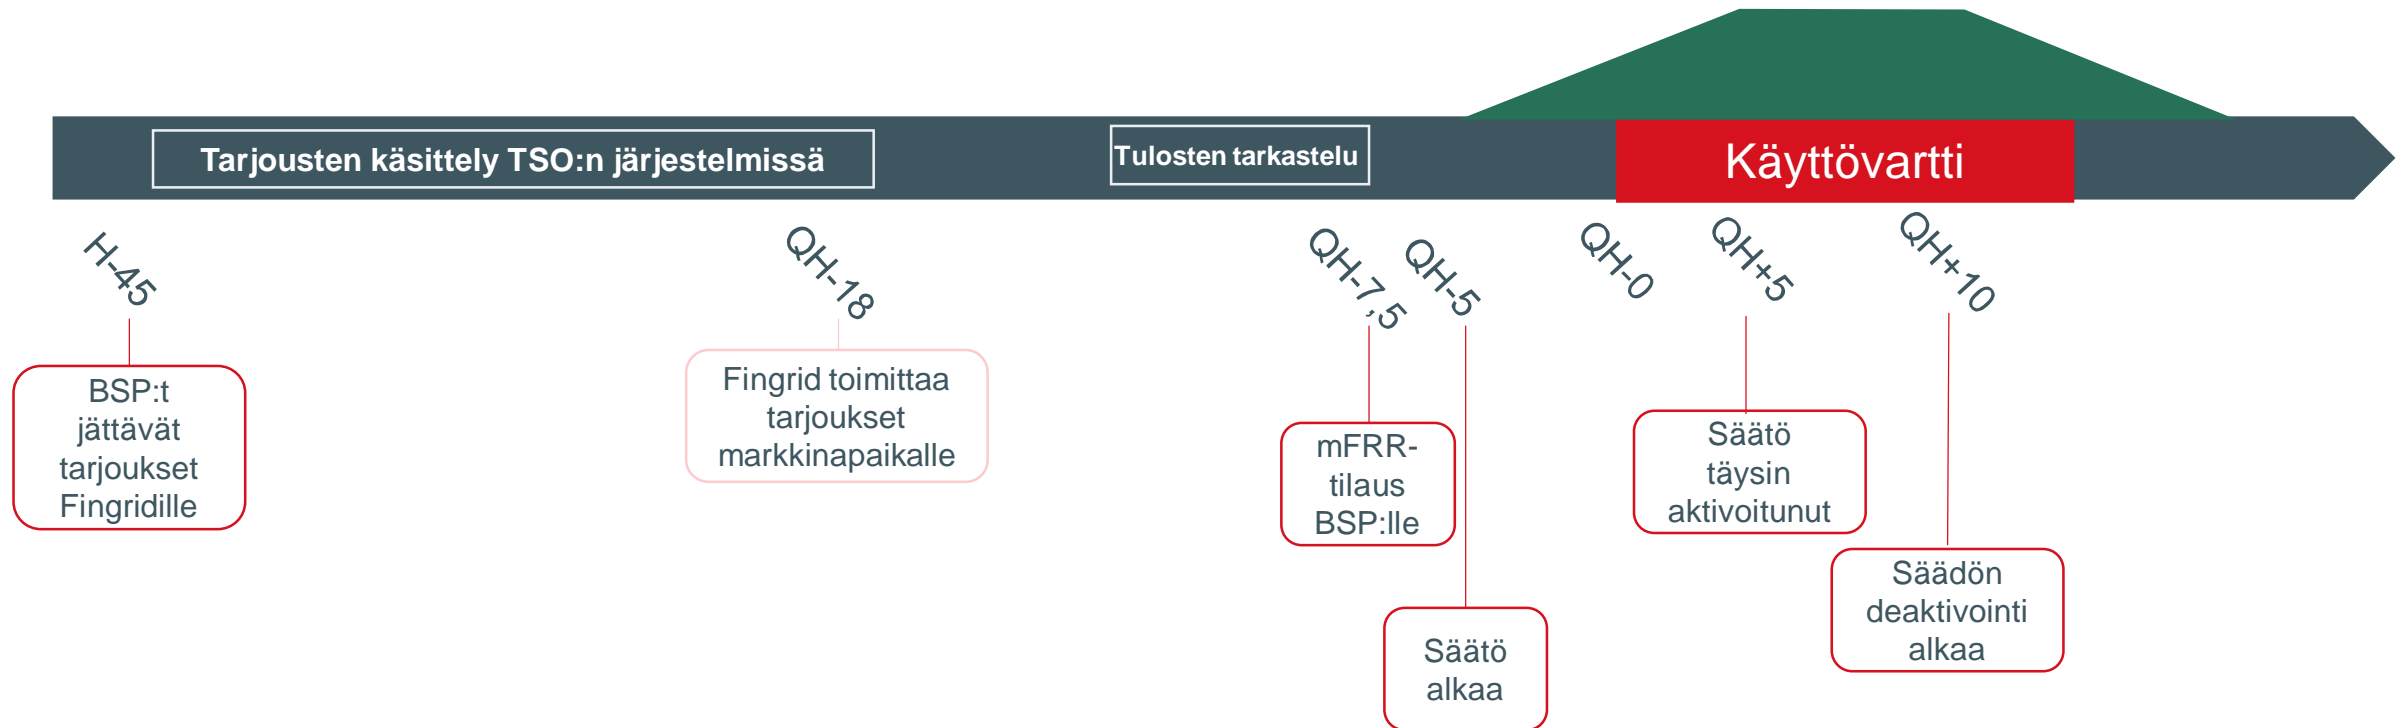 Tarjousten käsittely TSO:n järjestelmissä
Tulosten tarkastelu
Käyttövartti
H-45
QH-18
QH-7,5
QH-5
QH-0
QH+5
QH+10
BSP:t
jättävät
tarjoukset
Fingridille
Fingrid toimittaa
tarjoukset
markkinapaikalle
mFRR-
tilaus
BSP:lle
Säätö
alkaa
Säätö
täysin
aktivoitunut
Säädön
deaktivointi
alkaa